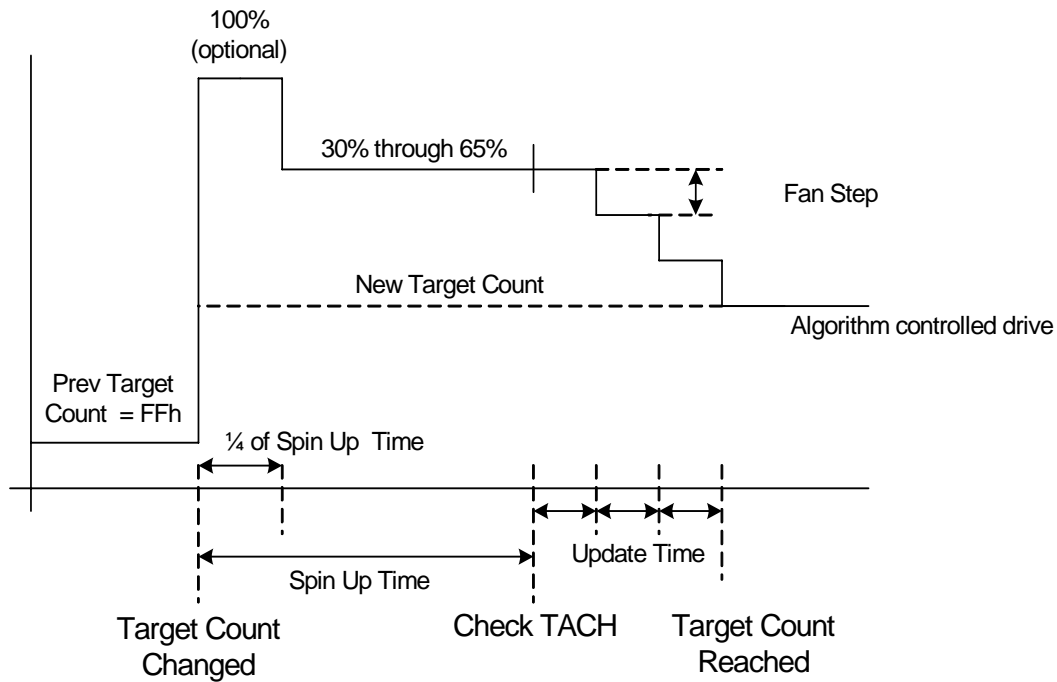 100%
(optional)
30% through 65%
Fan Step
New Target Count
Algorithm controlled drive
Prev Target
Count = FFh
¼ of Spin Up Time
Update Time
Spin Up Time
Target Count
Changed
Check TACH
Target Count
Reached